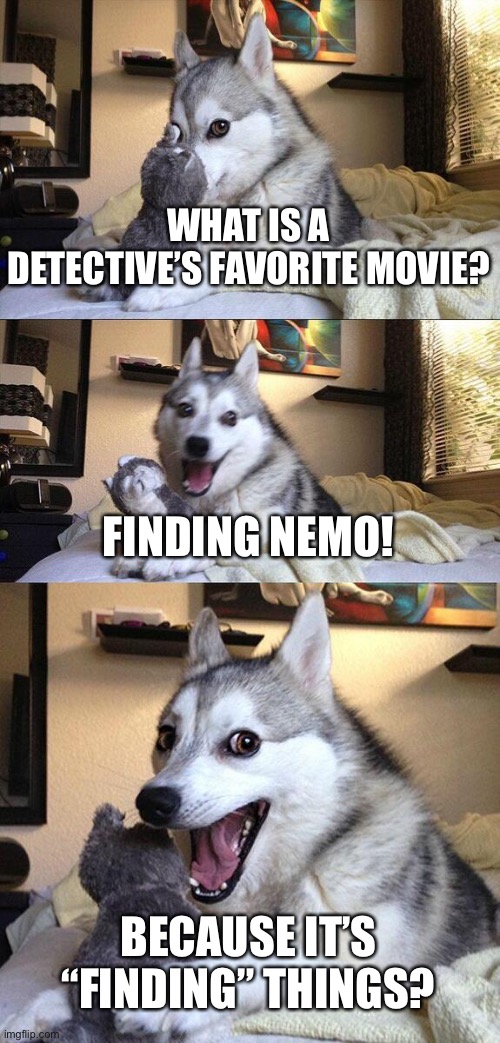 WHAT IS A
DETECTIVE’S FAVORITE MOVIE?
FINDING NEMO!
BECAUSE IT’S
“FINDING” THINGS?
imgflip.com